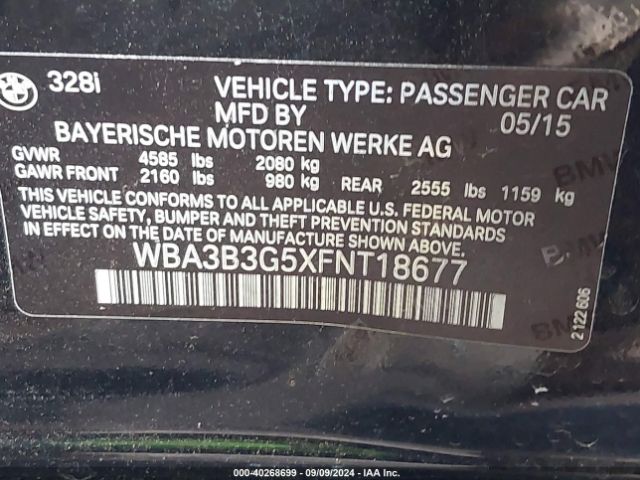 328i VEHICLE TYPE: PASSENGER CAR
MFD BY 05/15
BAYERISCHE MOTOREN WERKE AG
GVWR 4585 lbs 2080 kg
GAWR FRONT 2160 lbs 980 kg REAR 2555 lbs 1159 kg
THIS VEHICLE CONFORMS TO ALL APPLICABLE U.S. FEDERAL MOTOR
VEHICLE SAFETY, BUMPER AND THEFT PREVENTION STANDARDS IN
EFFECT ON THE DATE OF MANUFACTURE SHOWN ABOVE.
WBA3B3G5XFNT18677
2 122 606
000-40268699 - 09/09/2024 - IAA Inc.